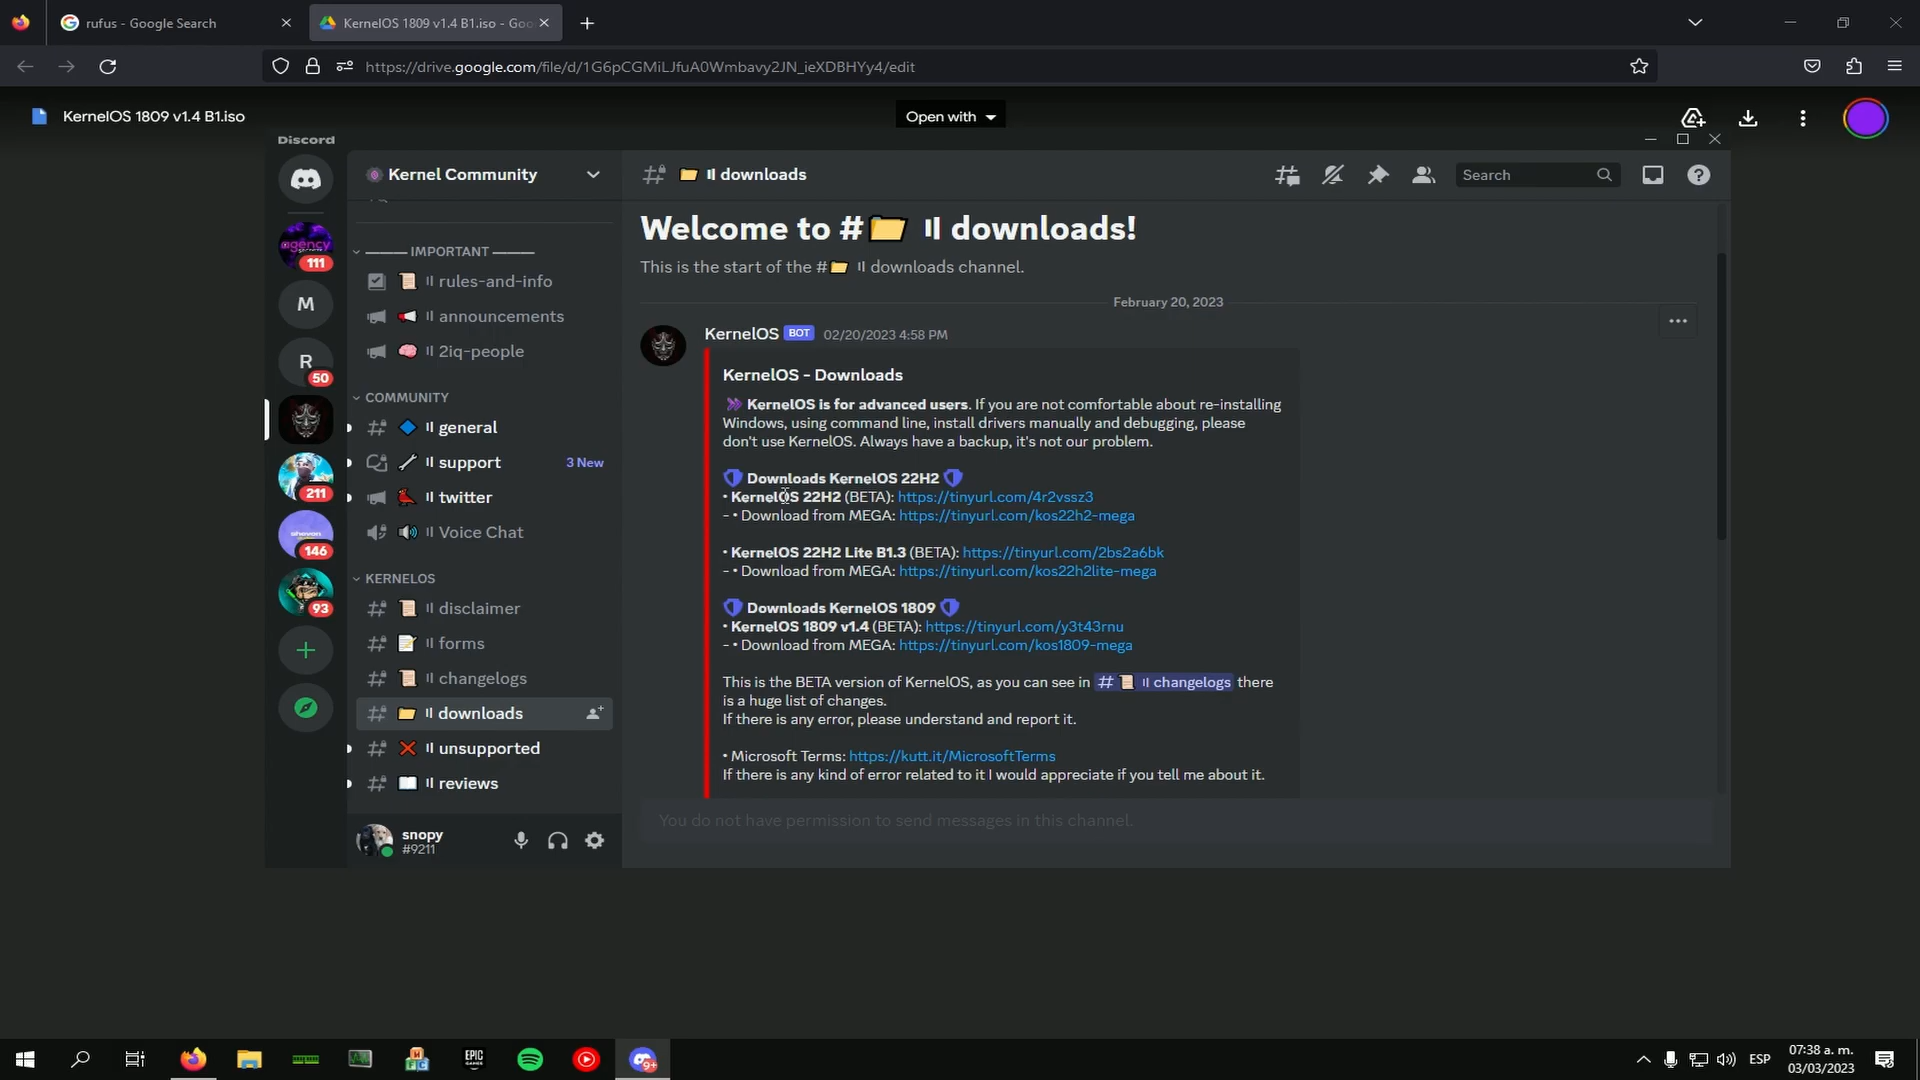 rufus - Google Search
KernelOS 1809 v1.4 B1.iso - Goo
https://drive.google.com/file/d/1G6pCGMiLJfuA0Wmbavy2JN_ieXDBHYy4/edit
KernelOS 1809 v1.4 B1.iso
Open with
Discord
Kernel Community
॥ downloads
Search
agency
111
M
R
50
211
shevon
146
93
IMPORTANT
॥ rules-and-info
॥ announcements
॥ 2iq-people
COMMUNITY
॥ general
॥ support
3 New
॥ twitter
॥ Voice Chat
KERNELOS
॥ disclaimer
॥ forms
॥ changelogs
॥ downloads
॥ unsupported
॥ reviews
snopy
#9211
Welcome to #📁 ॥ downloads!
This is the start of the #📁 ॥ downloads channel.
February 20, 2023
KernelOS BOT 02/20/2023 4:58 PM
KernelOS - Downloads
KernelOS is for advanced users. If you are not comfortable about re-installing
Windows, using command line, install drivers manually and debugging, please
don't use KernelOS. Always have a backup, it's not our problem.
Downloads KernelOS 22H2
• KernelOS 22H2 (BETA): https://tinyurl.com/4r2vssz3
- • Download from MEGA: https://tinyurl.com/kos22h2-mega
• KernelOS 22H2 Lite B1.3 (BETA): https://tinyurl.com/2bs2a6bk
- • Download from MEGA: https://tinyurl.com/kos22h2lite-mega
Downloads KernelOS 1809
• KernelOS 1809 v1.4 (BETA): https://tinyurl.com/y3t43rnu
- • Download from MEGA: https://tinyurl.com/kos1809-mega
This is the BETA version of KernelOS, as you can see in # ॥ changelogs there
is a huge list of changes.
If there is any error, please understand and report it.
• Microsoft Terms: https://kutt.it/MicrosoftTerms
If there is any kind of error related to it I would appreciate if you tell me about it.
You do not have permission to send messages in this channel.
EPIC
GAMES
9+
ESP
07:38 a. m.
03/03/2023